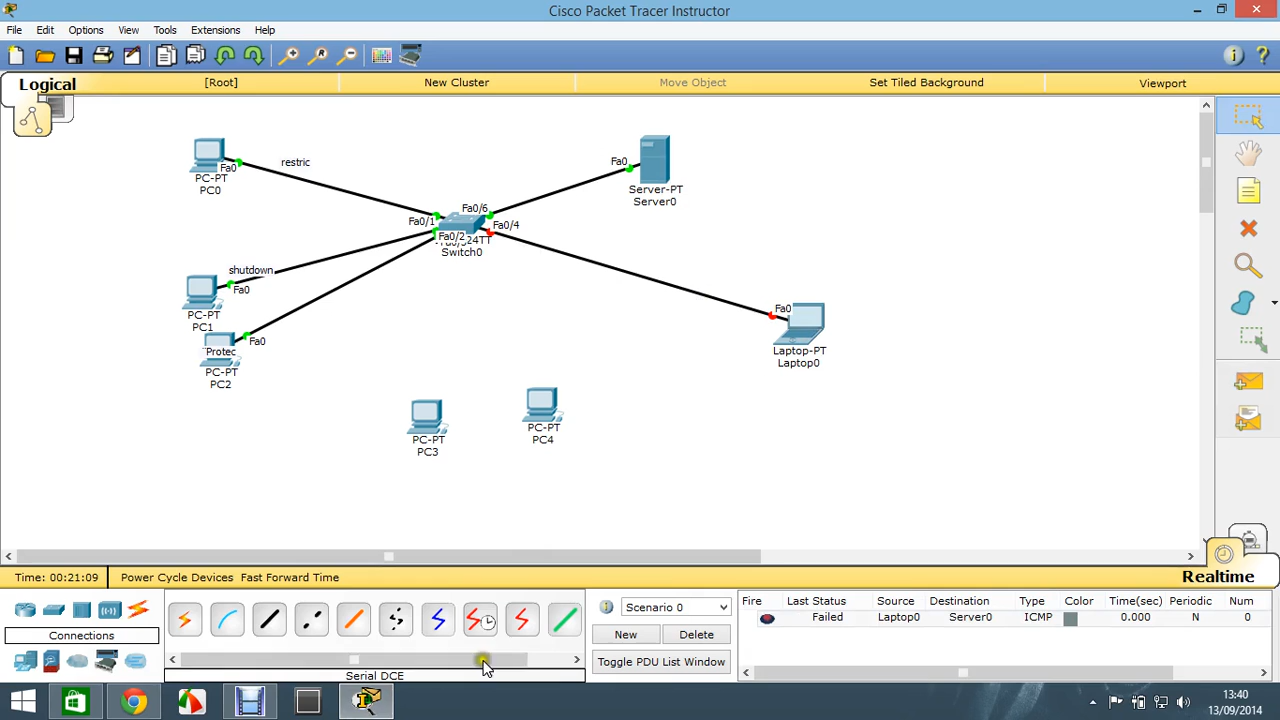 Cisco Packet Tracer Instructor
File Edit Options View Tools Extensions Help
Logical [Root] New Cluster Move Object Set Tiled Background Viewport
Fa0
PC-PT
PC0
restric
Fa0
Server-PT
Server0
Fa0/1
Fa0/6
Fa0/4
Fa0/2
24TT
Switch0
shutdown
Fa0
PC-PT
PC1
Protec
Fa0
PC-PT
PC2
Fa0
Laptop-PT
Laptop0
PC-PT
PC3
PC-PT
PC4
Time: 00:21:09 Power Cycle Devices Fast Forward Time Realtime
Connections
Serial DCE
Scenario 0
New Delete
Toggle PDU List Window
Fire Last Status Source Destination Type Color Time(sec) Periodic Num
Failed Laptop0 Server0 ICMP 0.000 N 0
13:40
13/09/2014